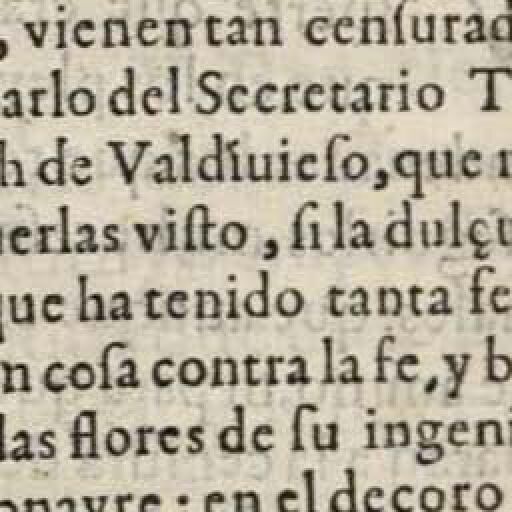 , vienen tan cenſurad
arlo del Secretario T
h de Valdiuieſo, que n
uerlas viſto , ſi la dulçu
que ha tenido tanta fe
n coſa contra la fe, y b
las flores de ſu ingeni
onayre : en el decoro